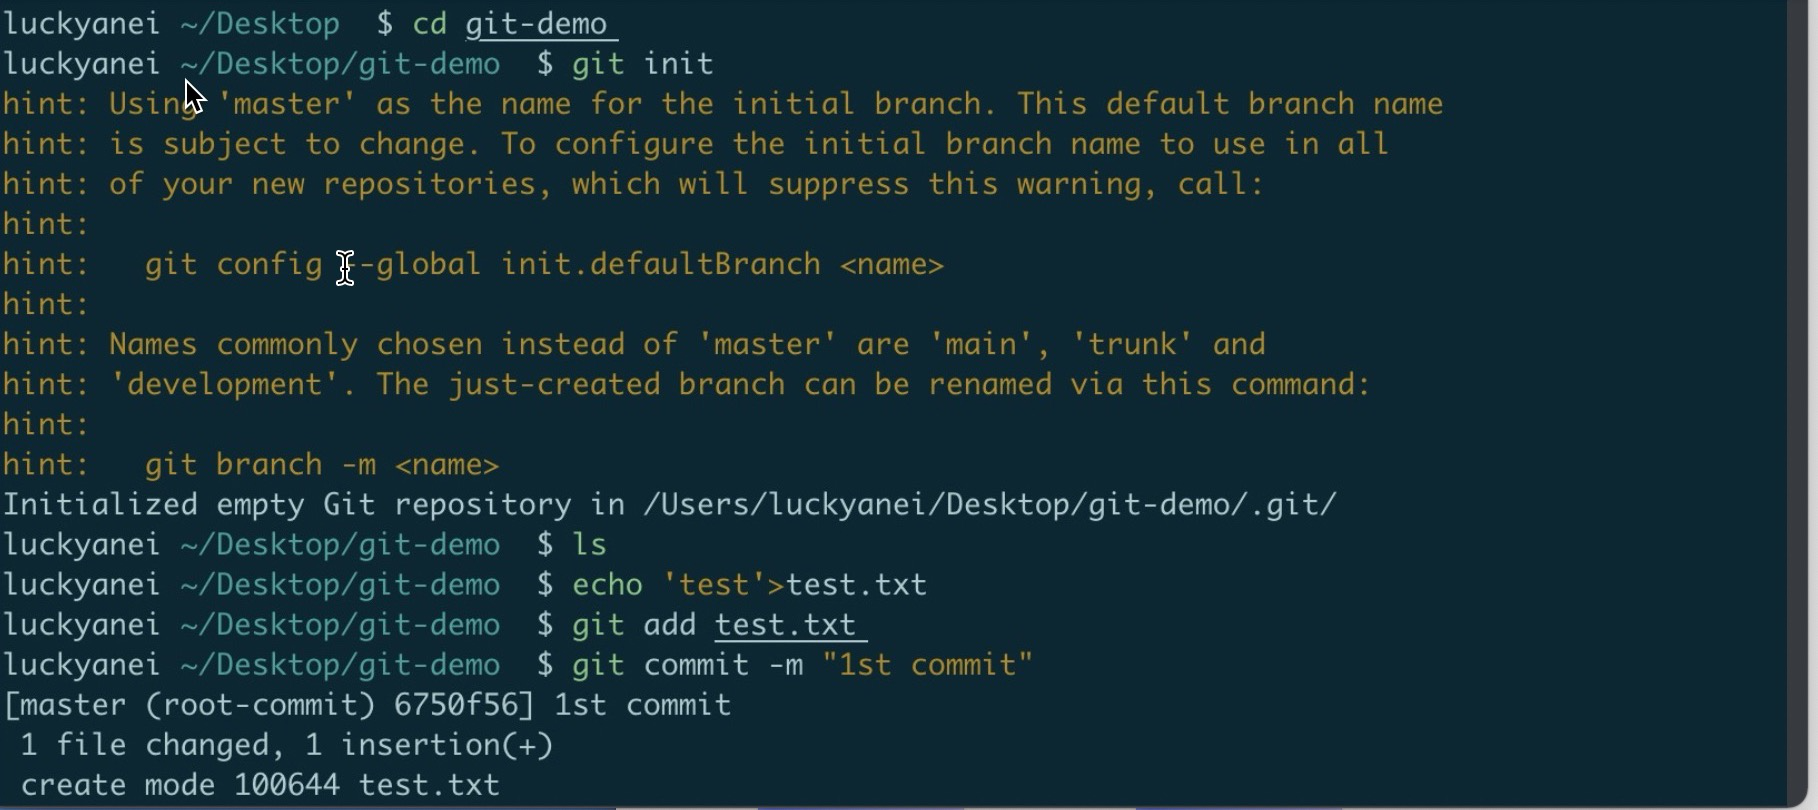 luckyanei ~/Desktop  $ cd git-demo
luckyanei ~/Desktop/git-demo  $ git init
hint: Using 'master' as the name for the initial branch. This default branch name
hint: is subject to change. To configure the initial branch name to use in all
hint: of your new repositories, which will suppress this warning, call:
hint:
hint:   git config --global init.defaultBranch <name>
hint:
hint: Names commonly chosen instead of 'master' are 'main', 'trunk' and
hint: 'development'. The just-created branch can be renamed via this command:
hint:
hint:   git branch -m <name>
Initialized empty Git repository in /Users/luckyanei/Desktop/git-demo/.git/
luckyanei ~/Desktop/git-demo  $ ls
luckyanei ~/Desktop/git-demo  $ echo 'test'>test.txt
luckyanei ~/Desktop/git-demo  $ git add test.txt
luckyanei ~/Desktop/git-demo  $ git commit -m "1st commit"
[master (root-commit) 6750f56] 1st commit
 1 file changed, 1 insertion(+)
 create mode 100644 test.txt